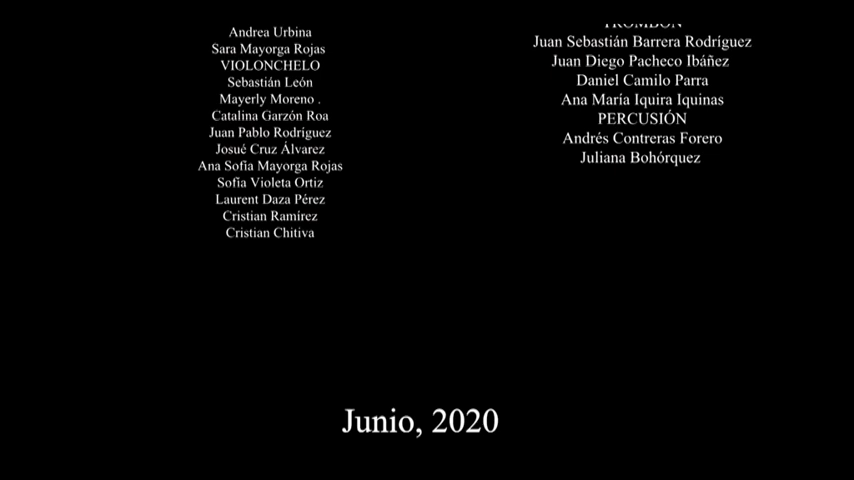 Andrea Urbina
Sara Mayorga Rojas
VIOLONCHELO
Sebastián León
Mayerly Moreno .
Catalina Garzón Roa
Juan Pablo Rodríguez
Josué Cruz Álvarez
Ana Sofía Mayorga Rojas
Sofía Violeta Ortiz
Laurent Daza Pérez
Cristian Ramírez
Cristian Chitiva
TROMBÓN
Juan Sebastián Barrera Rodríguez
Juan Diego Pacheco Ibáñez
Daniel Camilo Parra
Ana María Iquira Iquinas
PERCUSIÓN
Andrés Contreras Forero
Juliana Bohórquez
Junio, 2020